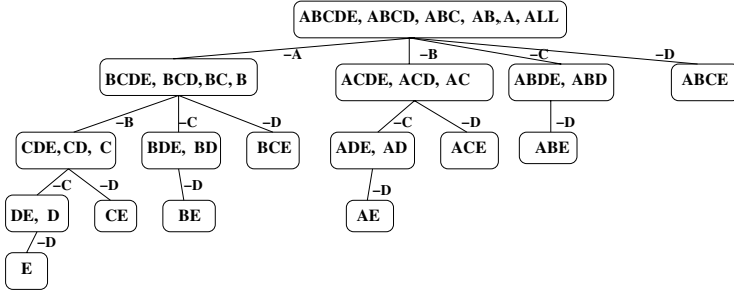 ABCDE, ABCD, ABC, AB, A, ALL
–A –B –C –D
BCDE, BCD, BC, B ACDE, ACD, AC ABDE, ABD ABCE
–B –C –D –C –D –D
CDE, CD, C BDE, BD BCE ADE, AD ACE ABE
–C –D –D –D
DE, D CE BE AE
–D
E